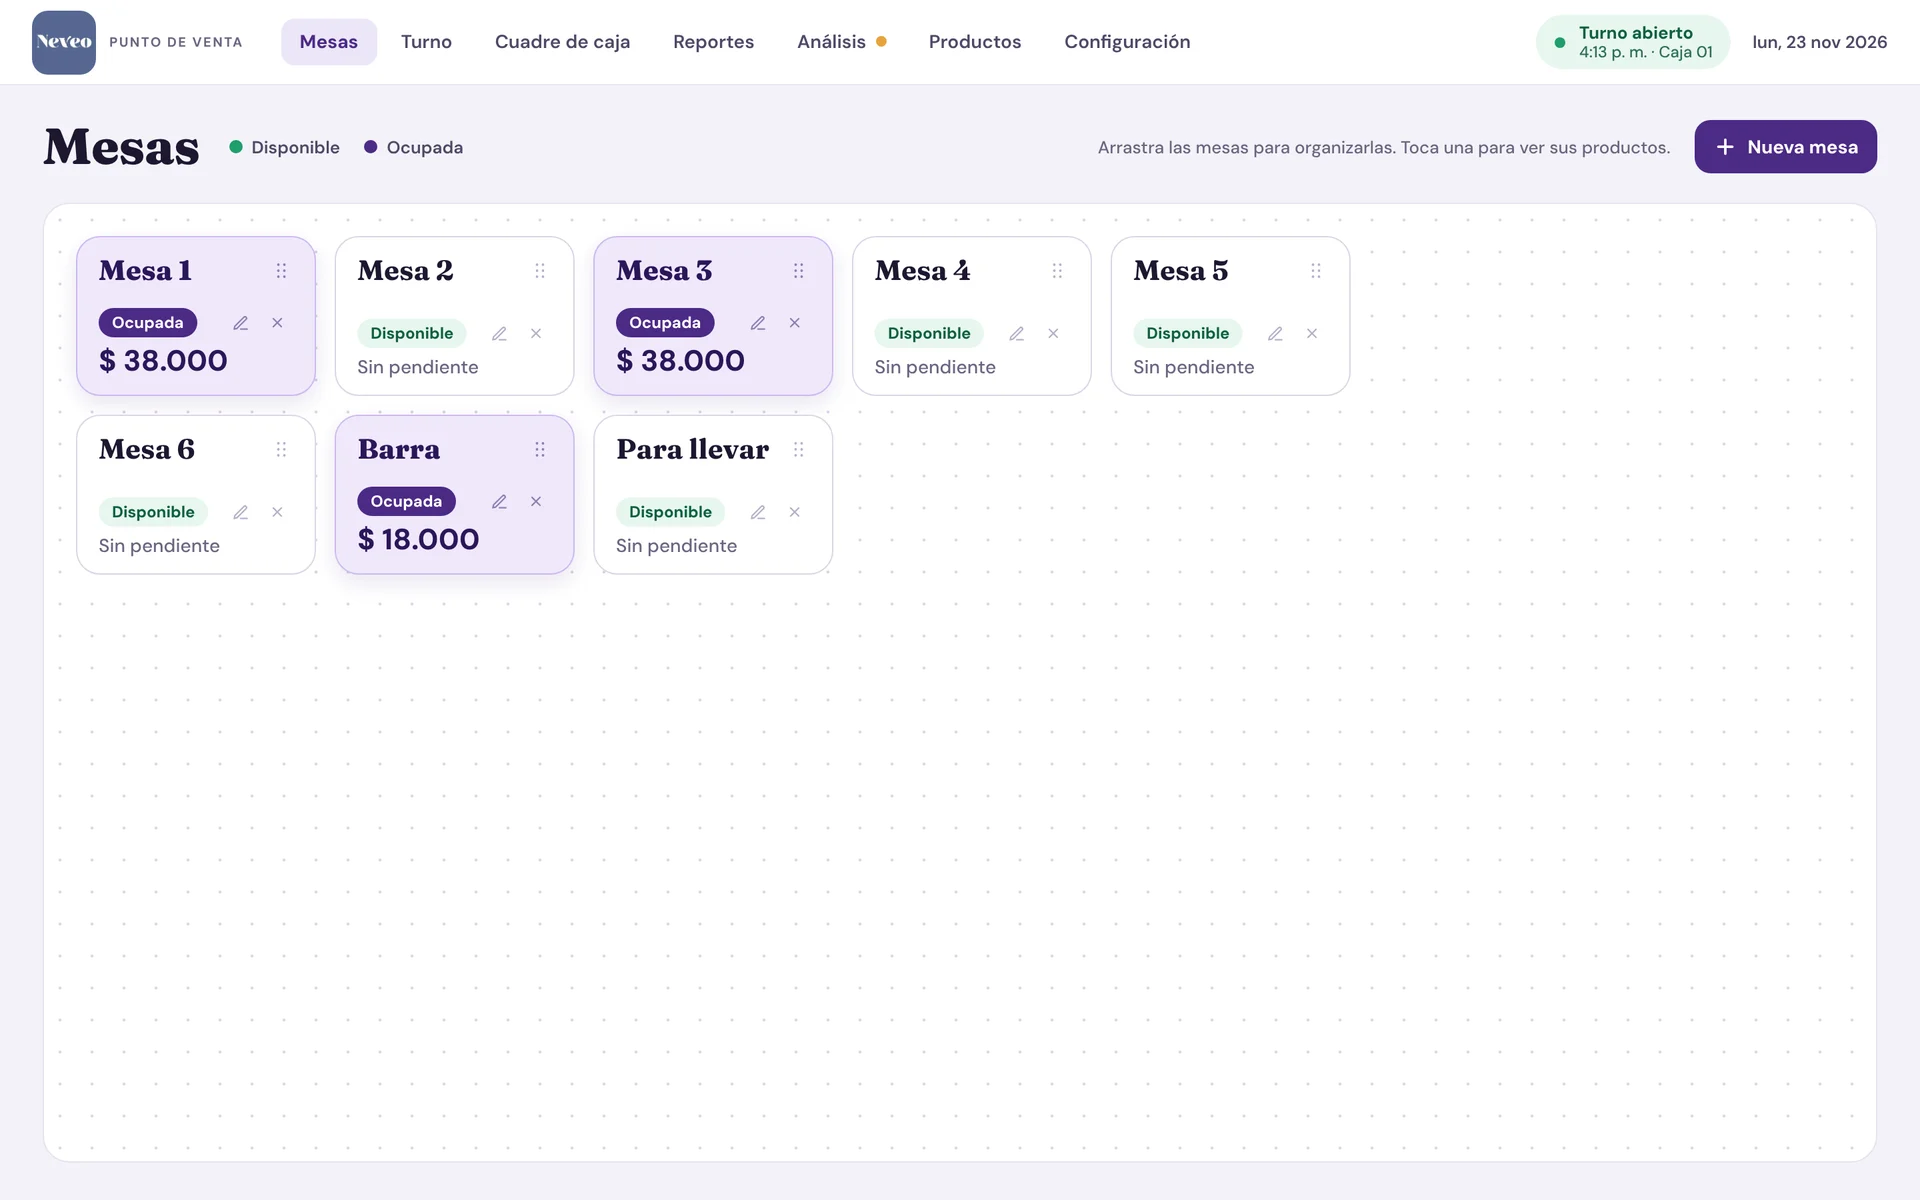 Neveo PUNTO DE VENTA Mesas Turno Cuadre de caja Reportes Análisis Productos Configuración Turno abierto
4:13 p. m. · Caja 01
lun, 23 nov 2026
Mesas Disponible Ocupada Arrastra las mesas para organizarlas. Toca una para ver sus productos. + Nueva mesa
Mesa 1
Ocupada
$ 38.000
Mesa 2
Disponible
Sin pendiente
Mesa 3
Ocupada
$ 38.000
Mesa 4
Disponible
Sin pendiente
Mesa 5
Disponible
Sin pendiente
Mesa 6
Disponible
Sin pendiente
Barra
Ocupada
$ 18.000
Para llevar
Disponible
Sin pendiente